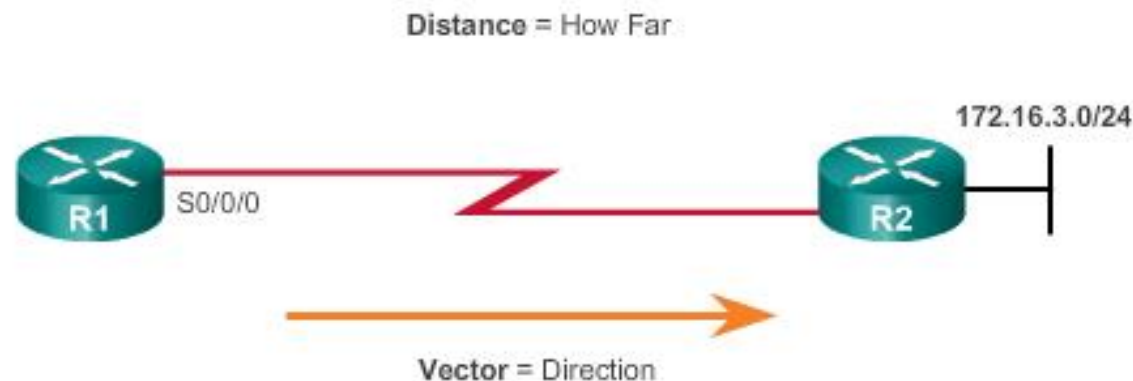 Distance = How Far
172.16.3.0/24
R1
S0/0/0
R2
Vector = Direction